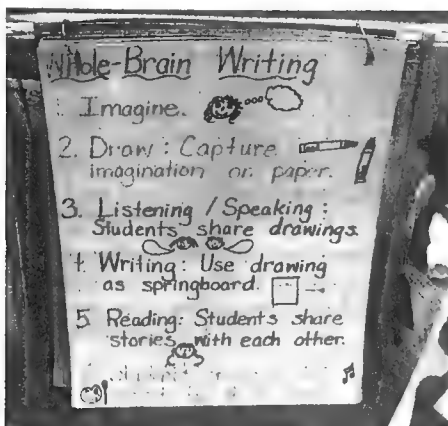 Whole-Brain Writing
1. Imagine.
2. Draw: Capture
imagination on paper.
3. Listening / Speaking:
Students share drawings.
4. Writing: Use drawing
as springboard.
5. Reading: Students share
stories with each other.